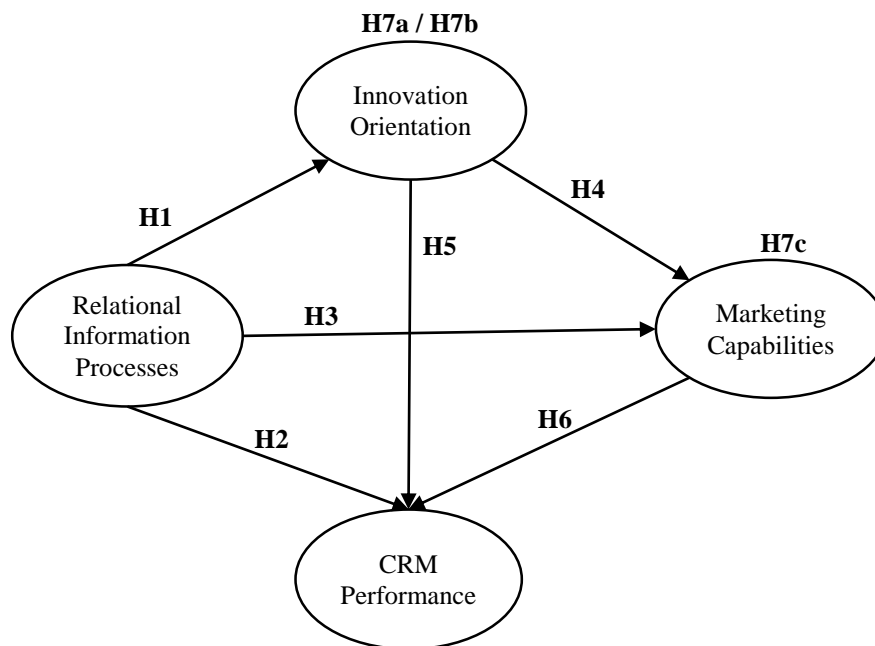 H7a / H7b
Innovation
Orientation
H1
H4
H5
H7c
Relational
Information
Processes
H3
Marketing
Capabilities
H2
H6
CRM
Performance